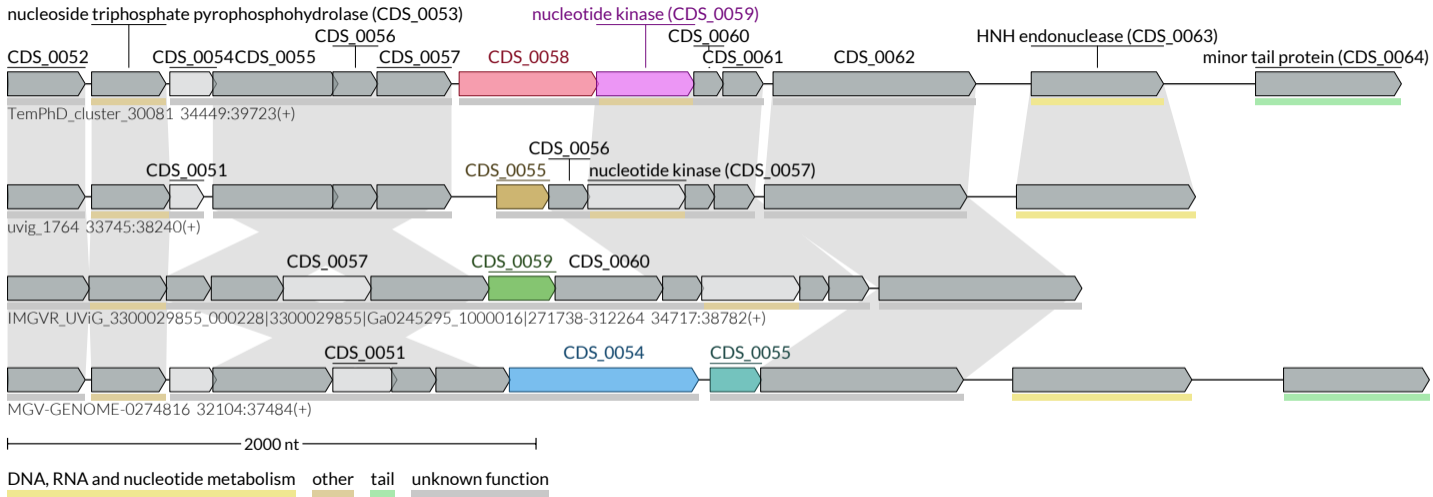 nucleoside triphosphate pyrophosphohydrolase (CDS_0053) nucleotide kinase (CDS_0059)
CDS_0056 CDS_0060 HNH endonuclease (CDS_0063)
CDS_0052 CDS_0054 CDS_0055 CDS_0057 CDS_0058 CDS_0061 CDS_0062 minor tail protein (CDS_0064)
TemPhD_cluster_30081 34449:39723(+)
CDS_0056
CDS_0051 CDS_0055 nucleotide kinase (CDS_0057)
uvig_1764 33745:38240(+)
CDS_0057 CDS_0059 CDS_0060
IMGVR_UViG_3300029855_000228|3300029855|Ga0245295_1000016|271738-312264 34717:38782(+)
CDS_0051 CDS_0054 CDS_0055
MGV-GENOME-0274816 32104:37484(+)
2000 nt
DNA, RNA and nucleotide metabolism other tail unknown function